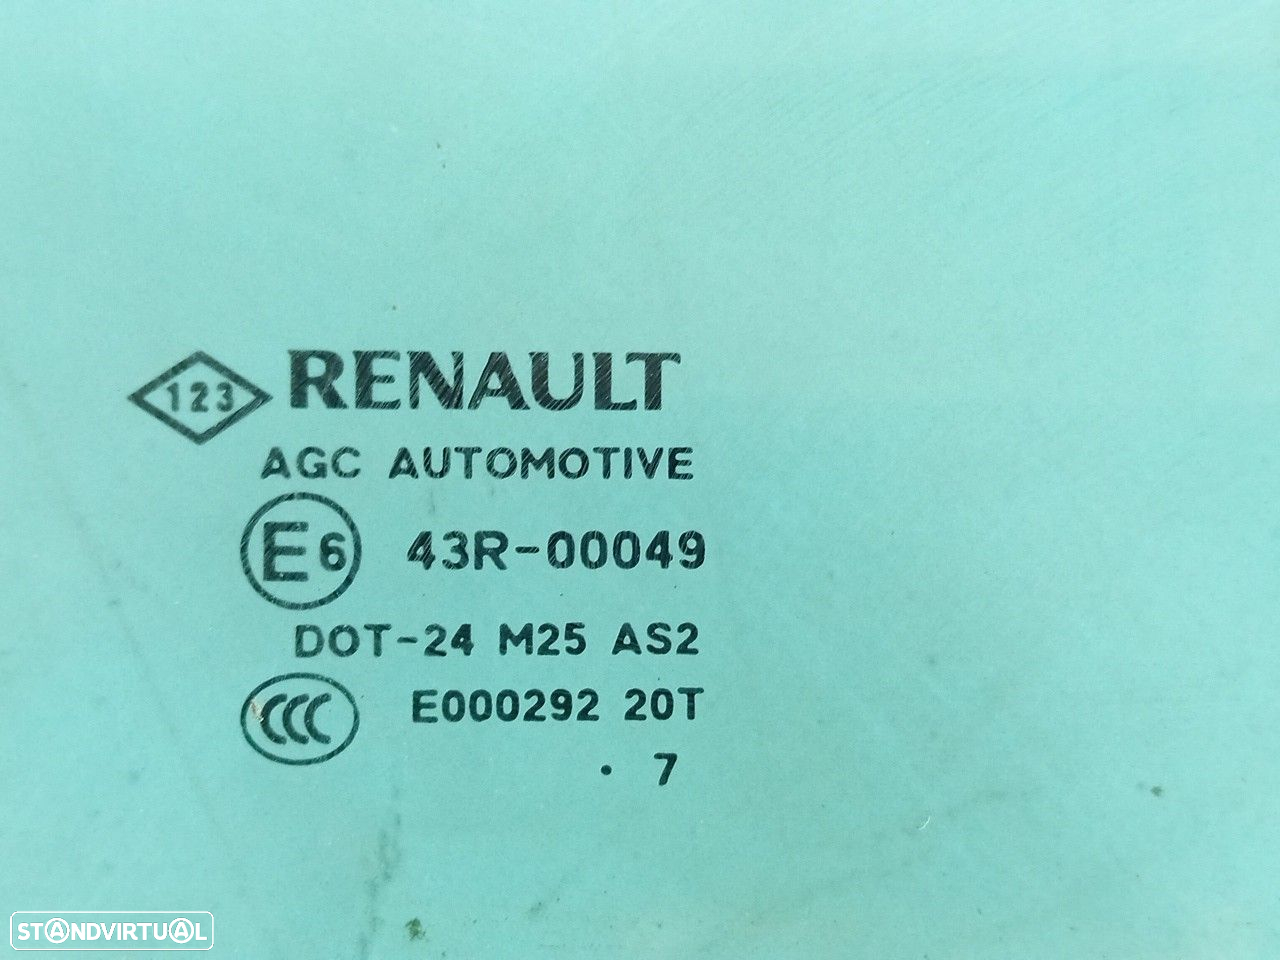 123 RENAULT
AGC AUTOMOTIVE
E6 43R-00049
DOT-24 M25 AS2
CCC E000292 20T
. 7
STANDVIRTUAL